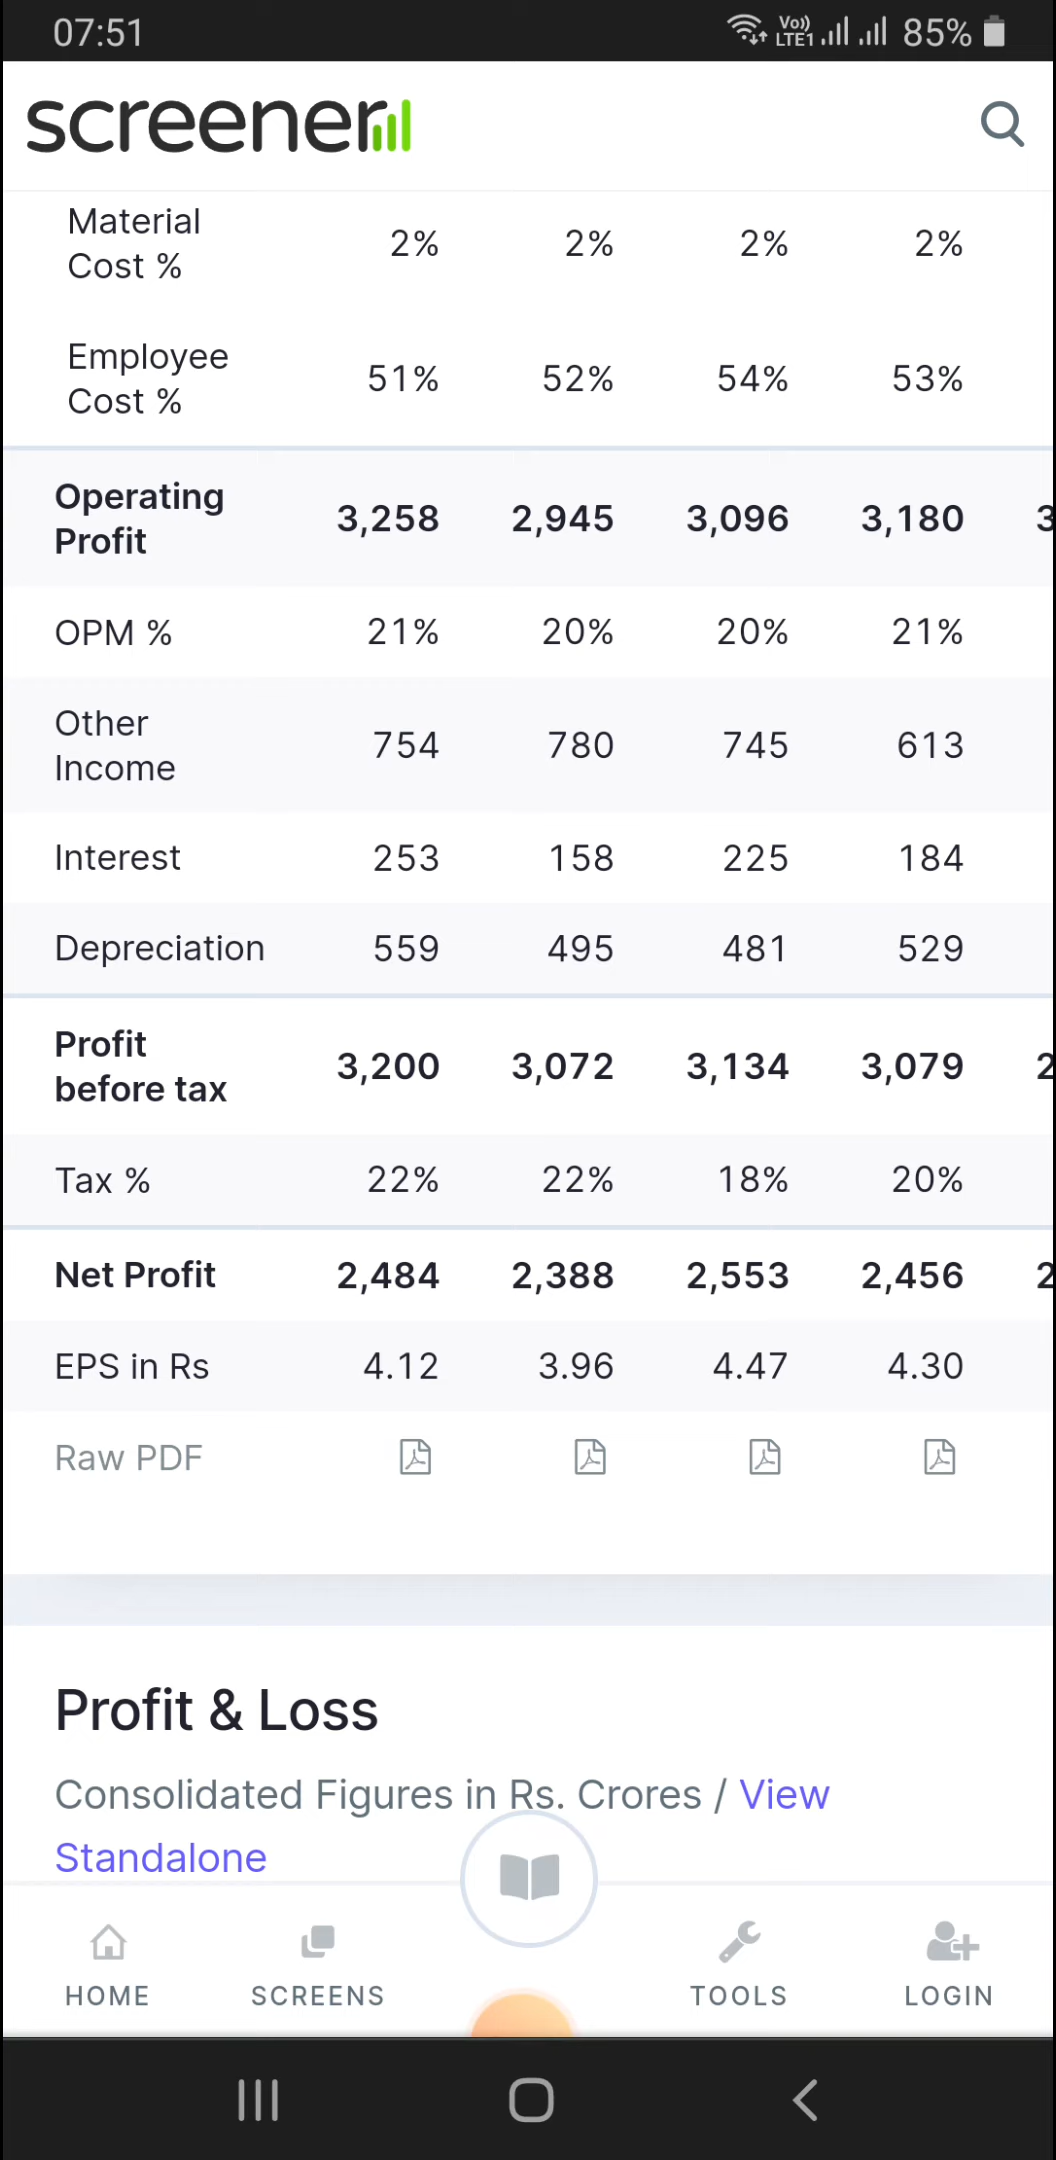 07:51 Vo)) LTE1 85%
screener
Material
Cost % 2% 2% 2% 2%
Employee
Cost % 51% 52% 54% 53%
Operating
Profit 3,258 2,945 3,096 3,180 3
OPM % 21% 20% 20% 21%
Other
Income 754 780 745 613
Interest 253 158 225 184
Depreciation 559 495 481 529
Profit
before tax 3,200 3,072 3,134 3,079 2
Tax % 22% 22% 18% 20%
Net Profit 2,484 2,388 2,553 2,456 2
EPS in Rs 4.12 3.96 4.47 4.30
Raw PDF
Profit & Loss
Consolidated Figures in Rs. Crores / View
Standalone
HOME SCREENS TOOLS LOGIN